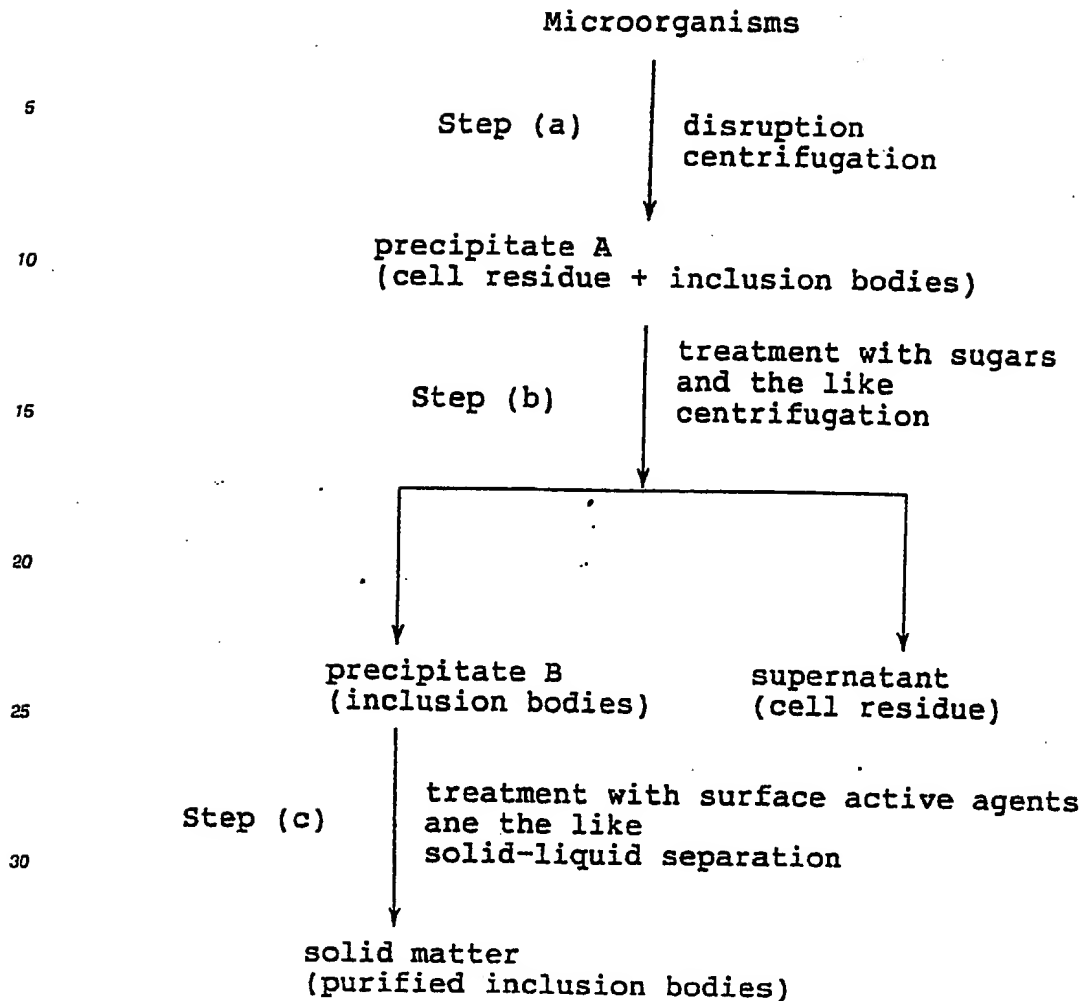 Microorganisms
5
Step (a)
disruption
centrifugation
10
precipitate A
(cell residue + inclusion bodies)
treatment with sugars
and the like
centrifugation
Step (b)
15
20
precipitate B
(inclusion bodies)
supernatant
(cell residue)
25
Step (c)
treatment with surface active agents
ane the like
solid-liquid separation
30
solid matter
(purified inclusion bodies)